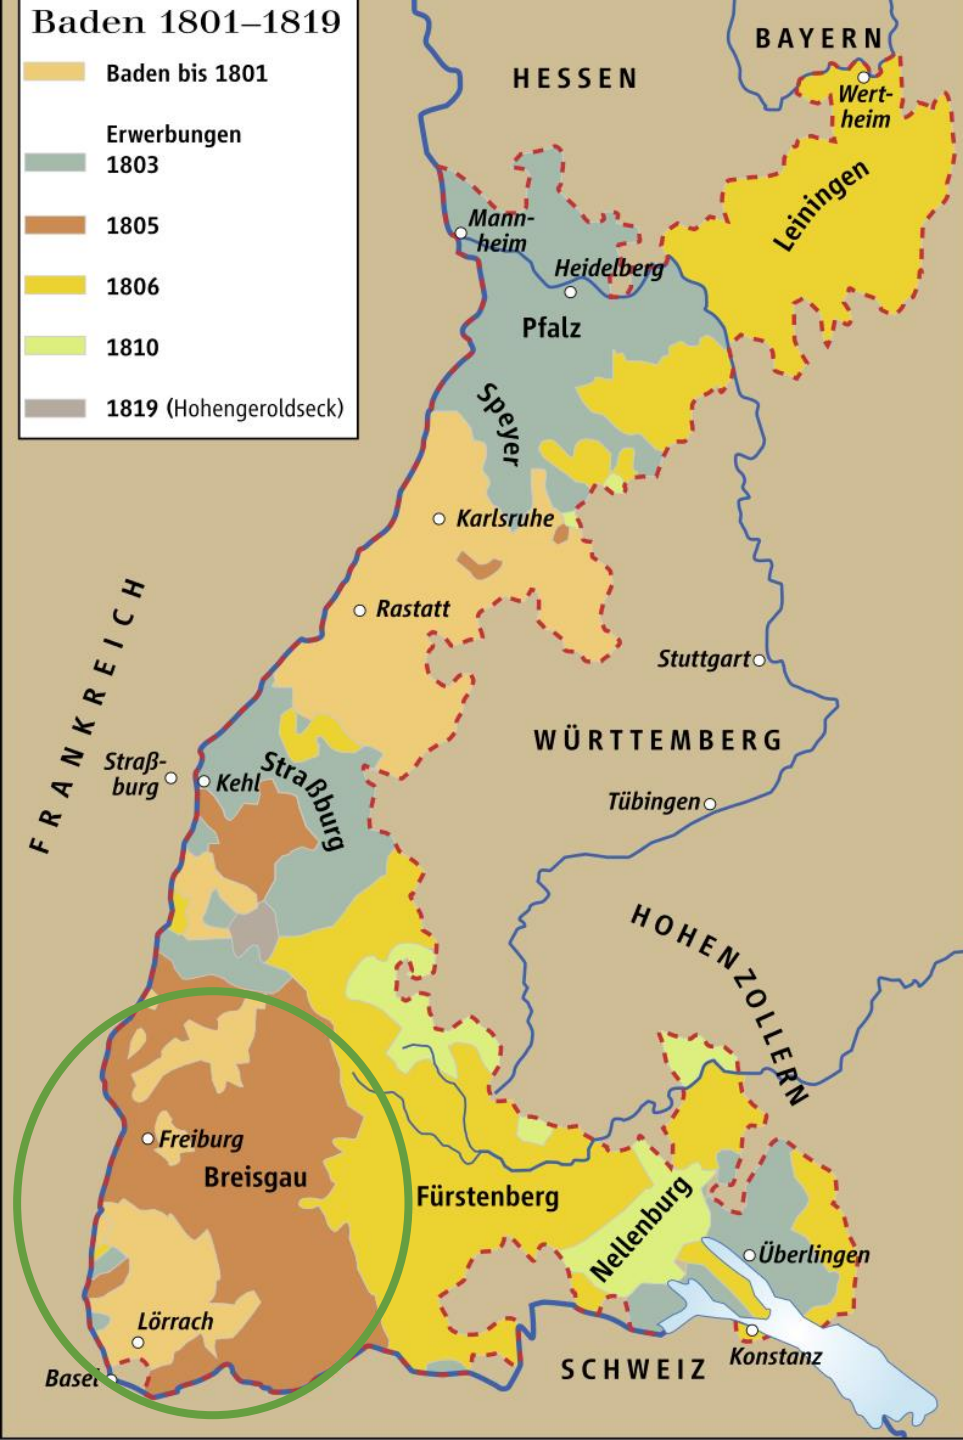 Baden 1801–1819
Baden bis 1801
Erwerbungen
1803
1805
1806
1810
1819 (Hohengeroldseck)
HESSEN
BAYERN
Wert-
heim
Leiningen
Mann-
heim
Heidelberg
Pfalz
Speyer
Karlsruhe
Rastatt
FRANKREICH
Stuttgart
WÜRTTEMBERG
Straß-
burg
Kehl
Straßburg
Tübingen
HOHENZOLLERN
Freiburg
Breisgau
Fürstenberg
Nellenburg
Überlingen
Lörrach
Basel
SCHWEIZ
Konstanz